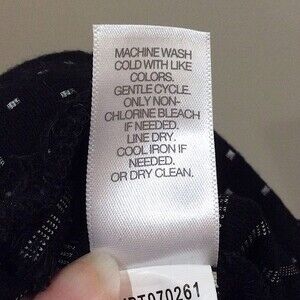 MACHINE WASH
COLD WITH LIKE
COLORS.
GENTLE CYCLE.
ONLY NON-
CHLORINE BLEACH
IF NEEDED.
LINE DRY.
COOL IRON IF
NEEDED.
OR DRY CLEAN.